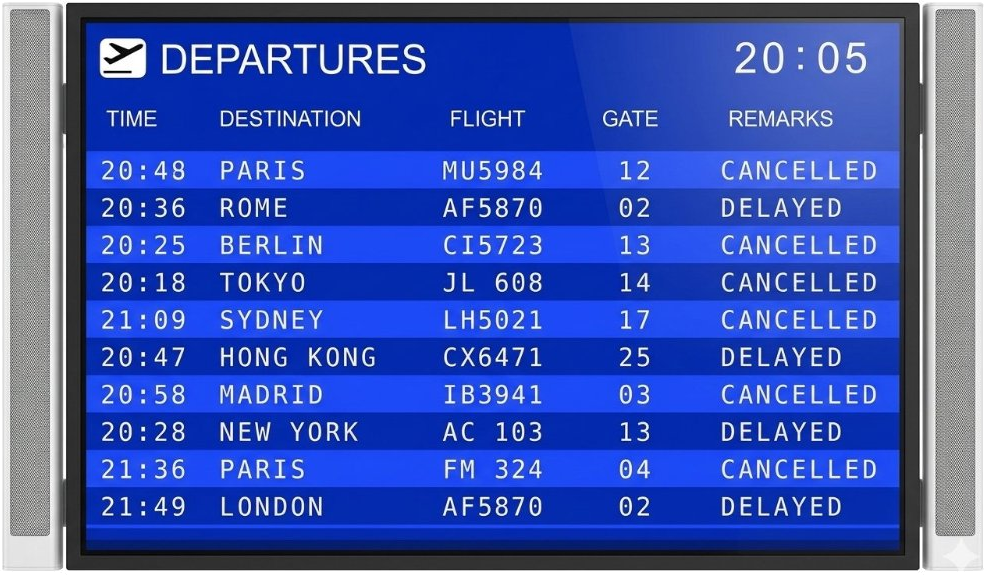 DEPARTURES 20:05
TIME DESTINATION FLIGHT GATE REMARKS
20:48 PARIS MU5984 12 CANCELLED
20:36 ROME AF5870 02 DELAYED
20:25 BERLIN CI5723 13 CANCELLED
20:18 TOKYO JL 608 14 CANCELLED
21:09 SYDNEY LH5021 17 CANCELLED
20:47 HONG KONG CX6471 25 DELAYED
20:58 MADRID IB3941 03 CANCELLED
20:28 NEW YORK AC 103 13 DELAYED
21:36 PARIS FM 324 04 CANCELLED
21:49 LONDON AF5870 02 DELAYED